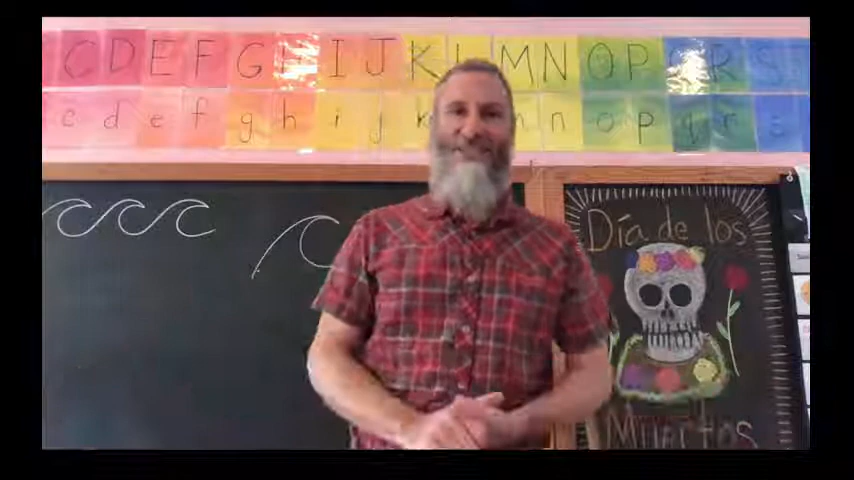 C D E F G H I J K L M N O P Q R S
c d e f g h i j k n o p q r s
Día de los
Muertos